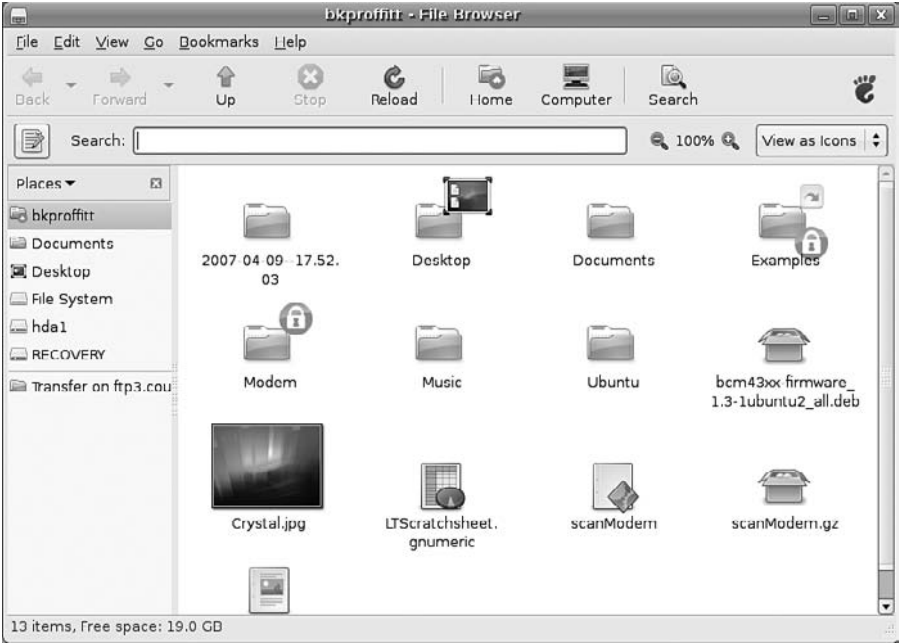 bkproffitt - File Browser
File Edit View Go Bookmarks Help
Back Forward Up Stop Reload Home Computer Search
Search: 100% View as Icons
Places
bkproffitt
Documents
Desktop
File System
hda1
RECOVERY
Transfer on ftp3.cou
2007-04-09--17.52.
03
Desktop
Documents
Examples
Modem
Music
Ubuntu
bcm43xx-firmware_
1.3-1ubuntu2_all.deb
Crystal.jpg
LTScratchsheet.
gnumeric
scanModem
scanModem.gz
13 items, Free space: 19.0 GB